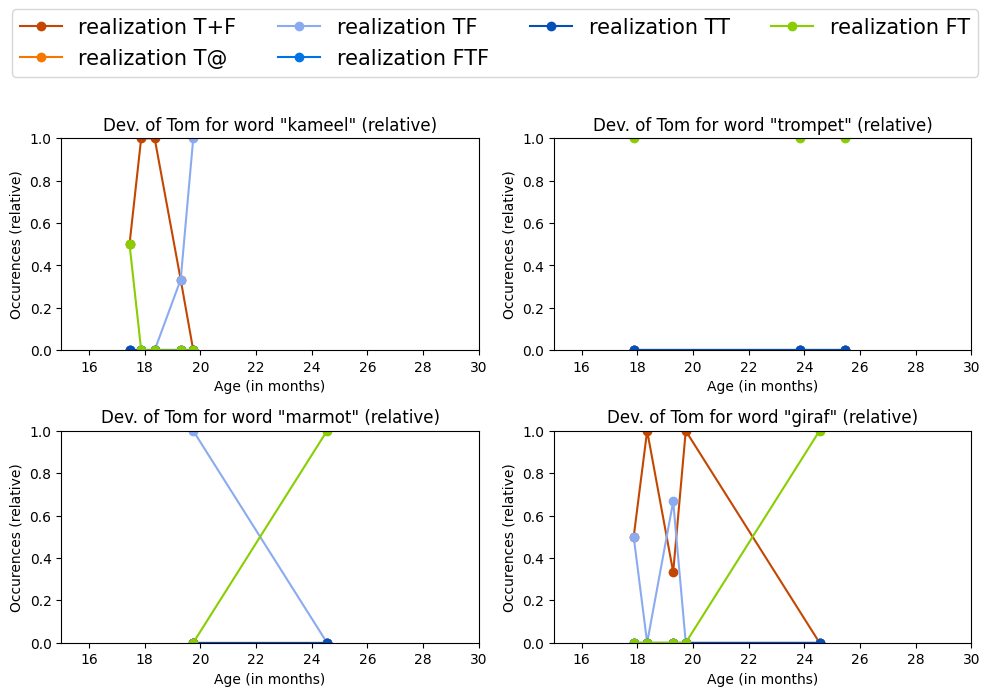 realization T+F realization TF realization TT realization FT
realization T@ realization FTF
Dev. of Tom for word "kameel" (relative) Dev. of Tom for word "trompet" (relative)
1.0 1.0
0.8 0.8
0.6 0.6
0.4 0.4
0.2 0.2
0.0 0.0
Occurences (relative) Occurences (relative)
16 18 20 22 24 26 28 30 16 18 20 22 24 26 28 30
Age (in months) Age (in months)
Dev. of Tom for word "marmot" (relative) Dev. of Tom for word "giraf" (relative)
1.0 1.0
0.8 0.8
0.6 0.6
0.4 0.4
0.2 0.2
0.0 0.0
Occurences (relative) Occurences (relative)
16 18 20 22 24 26 28 30 16 18 20 22 24 26 28 30
Age (in months) Age (in months)